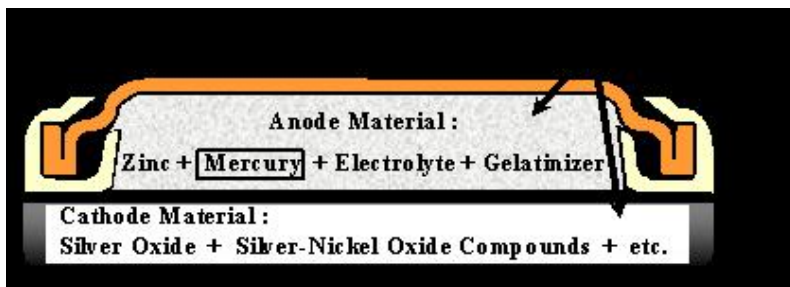 Anode Material :
Zinc + Mercury + Electrolyte + Gelatinizer
Cathode Material :
Silver Oxide + Silver-Nickel Oxide Compounds + etc.